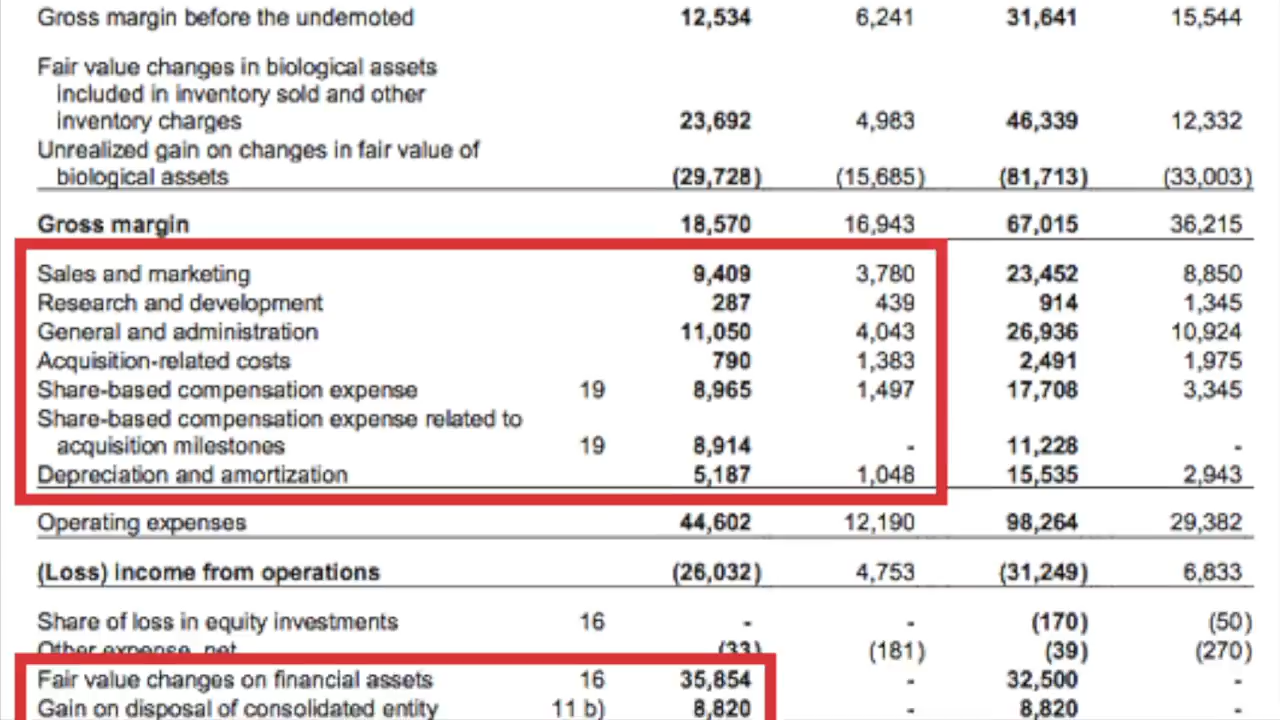 Gross margin before the undernoted 12,534 6,241 31,641 15,544
Fair value changes in biological assets
included in inventory sold and other
inventory charges 23,692 4,983 46,339 12,332
Unrealized gain on changes in fair value of
biological assets (29,728) (15,685) (81,713) (33,003)
Gross margin 18,570 16,943 67,015 36,215
Sales and marketing 9,409 3,780 23,452 8,850
Research and development 287 439 914 1,345
General and administration 11,050 4,043 26,936 10,924
Acquisition-related costs 790 1,383 2,491 1,975
Share-based compensation expense 19 8,965 1,497 17,708 3,345
Share-based compensation expense related to
acquisition milestones 19 8,914 - 11,228 -
Depreciation and amortization 5,187 1,048 15,535 2,943
Operating expenses 44,602 12,190 98,264 29,382
(Loss) income from operations (26,032) 4,753 (31,249) 6,833
Share of loss in equity investments 16 - - (170) (50)
Other expense, net (33) (181) (39) (270)
Fair value changes on financial assets 16 35,854 - 32,500 -
Gain on disposal of consolidated entity 11 b) 8,820 - 8,820 -